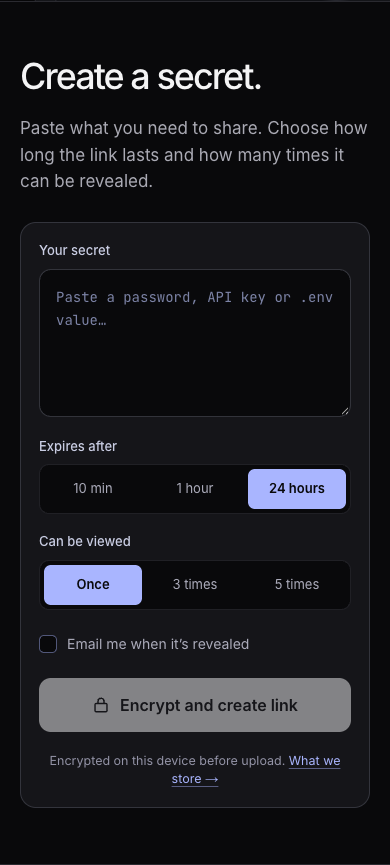 Create a secret.
Paste what you need to share. Choose how
long the link lasts and how many times it
can be revealed.
Your secret
Paste a password, API key or .env
value…
Expires after
10 min 1 hour 24 hours
Can be viewed
Once 3 times 5 times
Email me when it’s revealed
Encrypt and create link
Encrypted on this device before upload. What we
store →